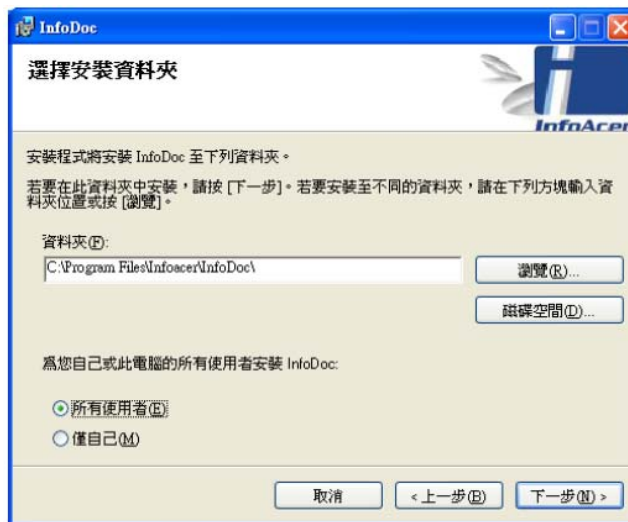 InfoDoc
選擇安裝資料夾
InfoAcer
安裝程式將安裝 InfoDoc 至下列資料夾。
若要在此資料夾中安裝，請按 [下一步]。若要安裝至不同的資料夾，請在下列方塊輸入資
料夾位置或按 [瀏覽]。
資料夾(F):
C:\Program Files\Infoacer\InfoDoc\
瀏覽(R)...
磁碟空間(D)...
為您自己或此電腦的所有使用者安裝 InfoDoc:
所有使用者(E)
僅自己(M)
取消
< 上一步(B)
下一步(N) >